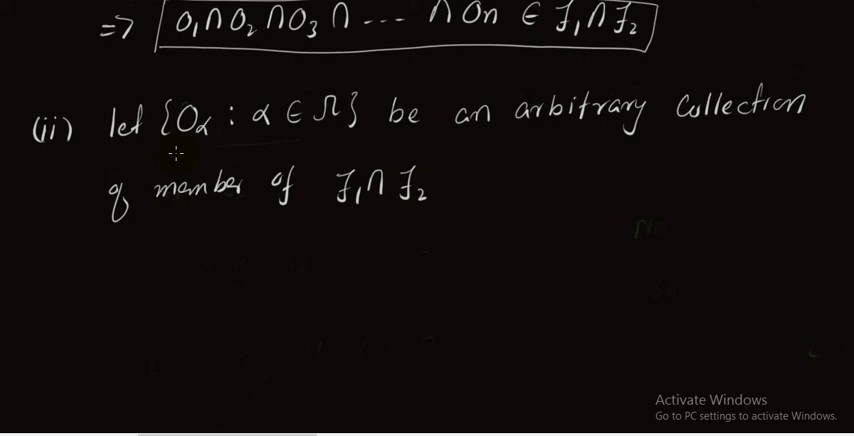 => O₁∩O₂∩O₃∩ .... ∩On ∈ J₁∩J₂
(ii) let {Oα : α ∈ Ω} be an arbitrary collection
of member of J₁∩J₂
Activate Windows
Go to PC settings to activate Windows.